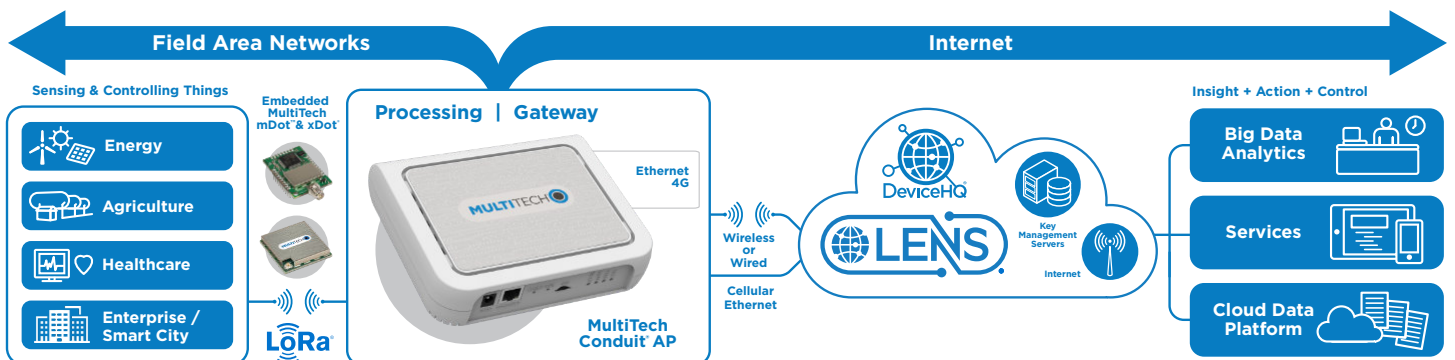 Field Area Networks
Internet
Sensing & Controlling Things
Energy
Agriculture
Healthcare
Enterprise /
Smart City
Embedded
MultiTech
mDot™& xDot®
MULTITECH
LoRa®
Processing | Gateway
Ethernet
4G
MULTITECH
MultiTech
Conduit® AP
Wireless
or
Wired
Cellular
Ethernet
DeviceHQ®
LENS®
Key
Management
Servers
Internet
Insight + Action + Control
Big Data
Analytics
Services
Cloud Data
Platform